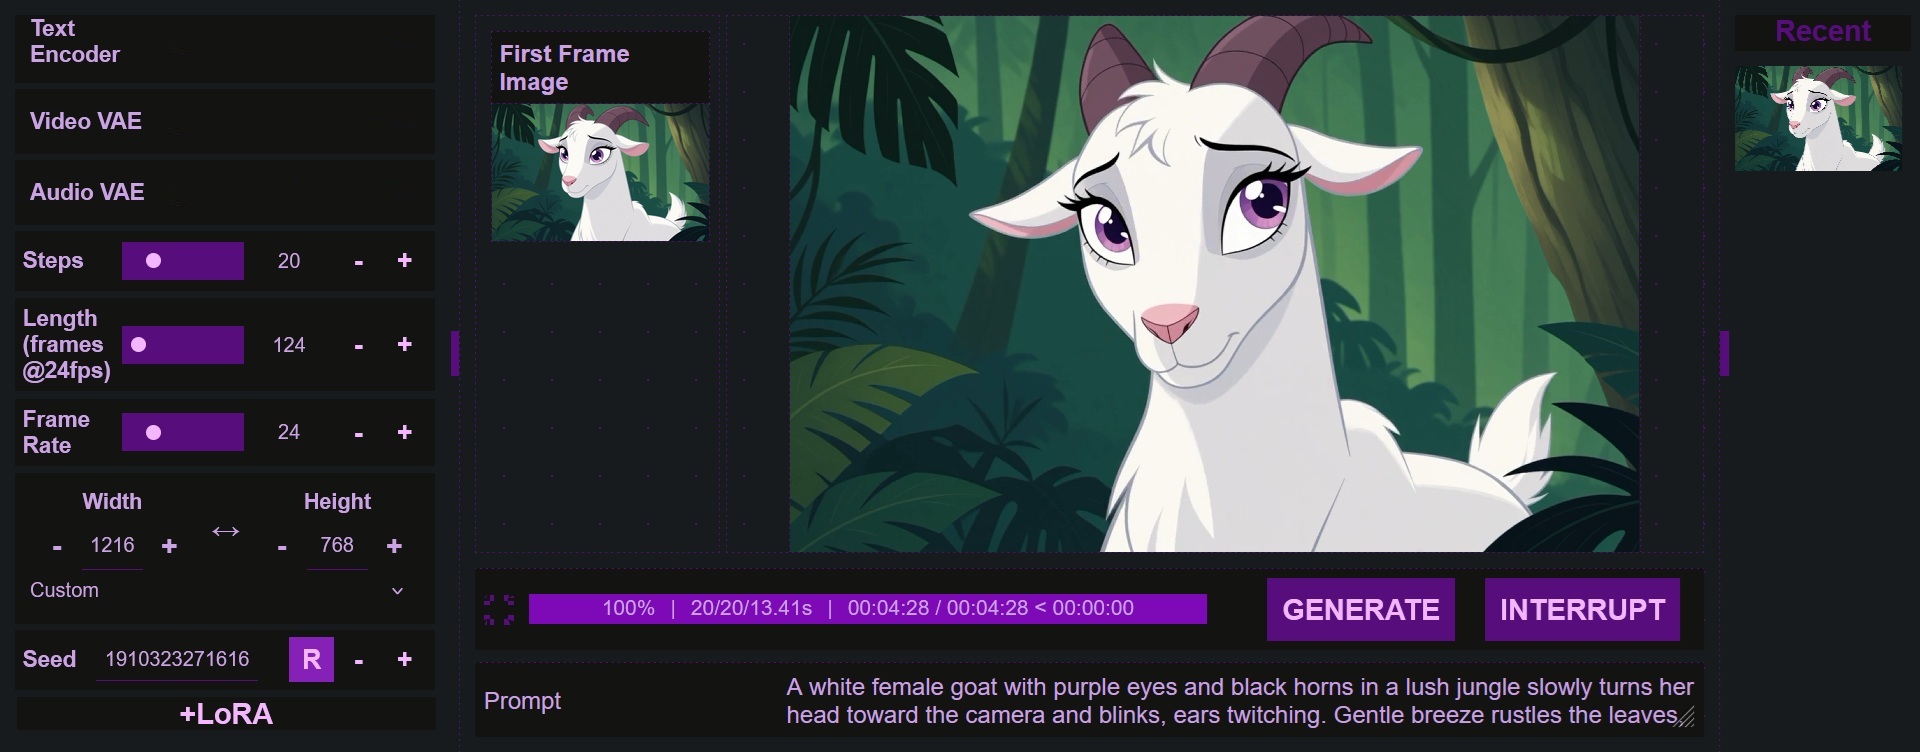 Text
Encoder
Video VAE
Audio VAE
Steps 20 - +
Length
(frames
@24fps) 124 - +
Frame
Rate 24 - +
Width Height
- 1216 + ↔ - 768 +
Custom
Seed 1910323271616 R - +
+LoRA
First Frame
Image
100% | 20/20/13.41s | 00:04:28 / 00:04:28 < 00:00:00
GENERATE INTERRUPT
Prompt
A white female goat with purple eyes and black horns in a lush jungle slowly turns her
head toward the camera and blinks, ears twitching. Gentle breeze rustles the leaves.
Recent